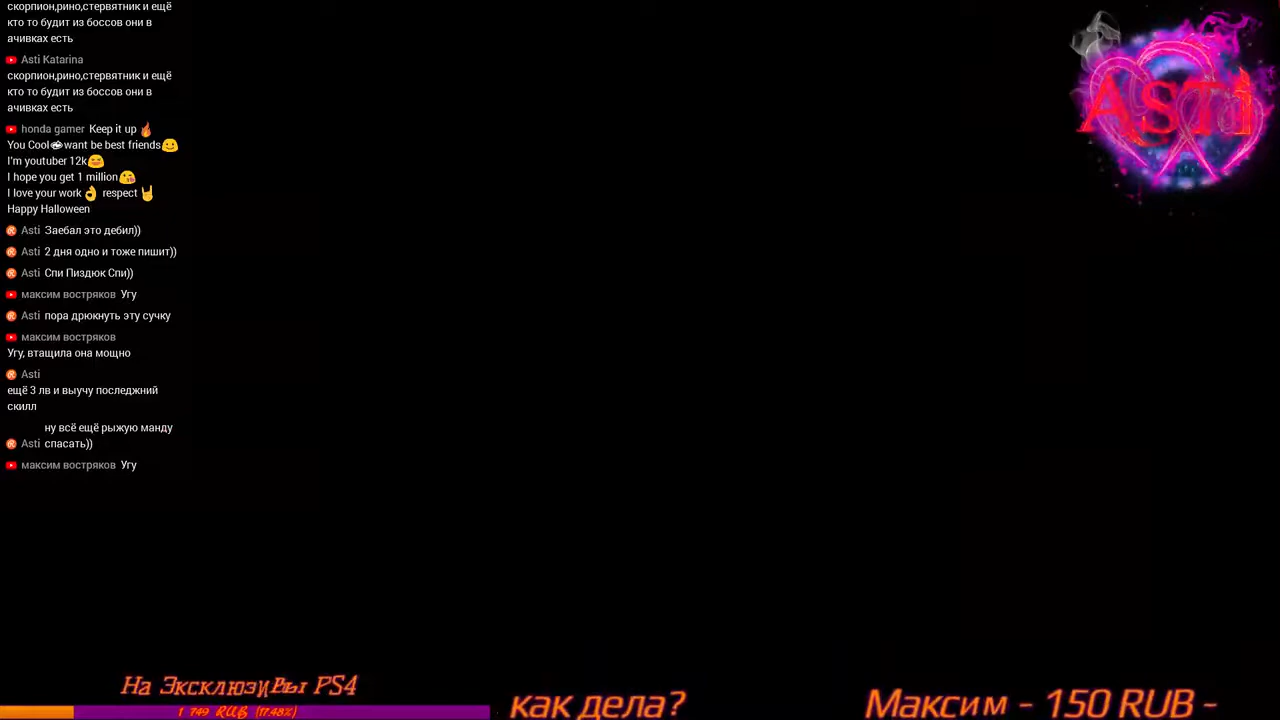 скорпион,рино,стервятник и ещё
кто то будит из боссов они в
ачивках есть
Asti Katarina
скорпион,рино,стервятник и ещё
кто то будит из боссов они в
ачивках есть
honda gamer Keep it up 🔥
You Cool want be best friends
I'm youtuber 12k
I hope you get 1 million😘
I love your work👌 respect🤘
Happy Halloween
Asti Заебал это дебил))
Asti 2 дня одно и тоже пишит))
Asti Спи Пиздюк Спи))
максим востряков Угу
Asti пора дрюкнуть эту сучку
максим востряков
Угу, втащила она мощно
Asti
ещё 3 лв и выучу последжний
скилл
ну всё ещё рыжую манду
Asti спасать))
максим востряков Угу
ASTi
На Эксклюзивы PS4
1 749 RUB (17.48%)
как дела?
Максим - 150 RUB -